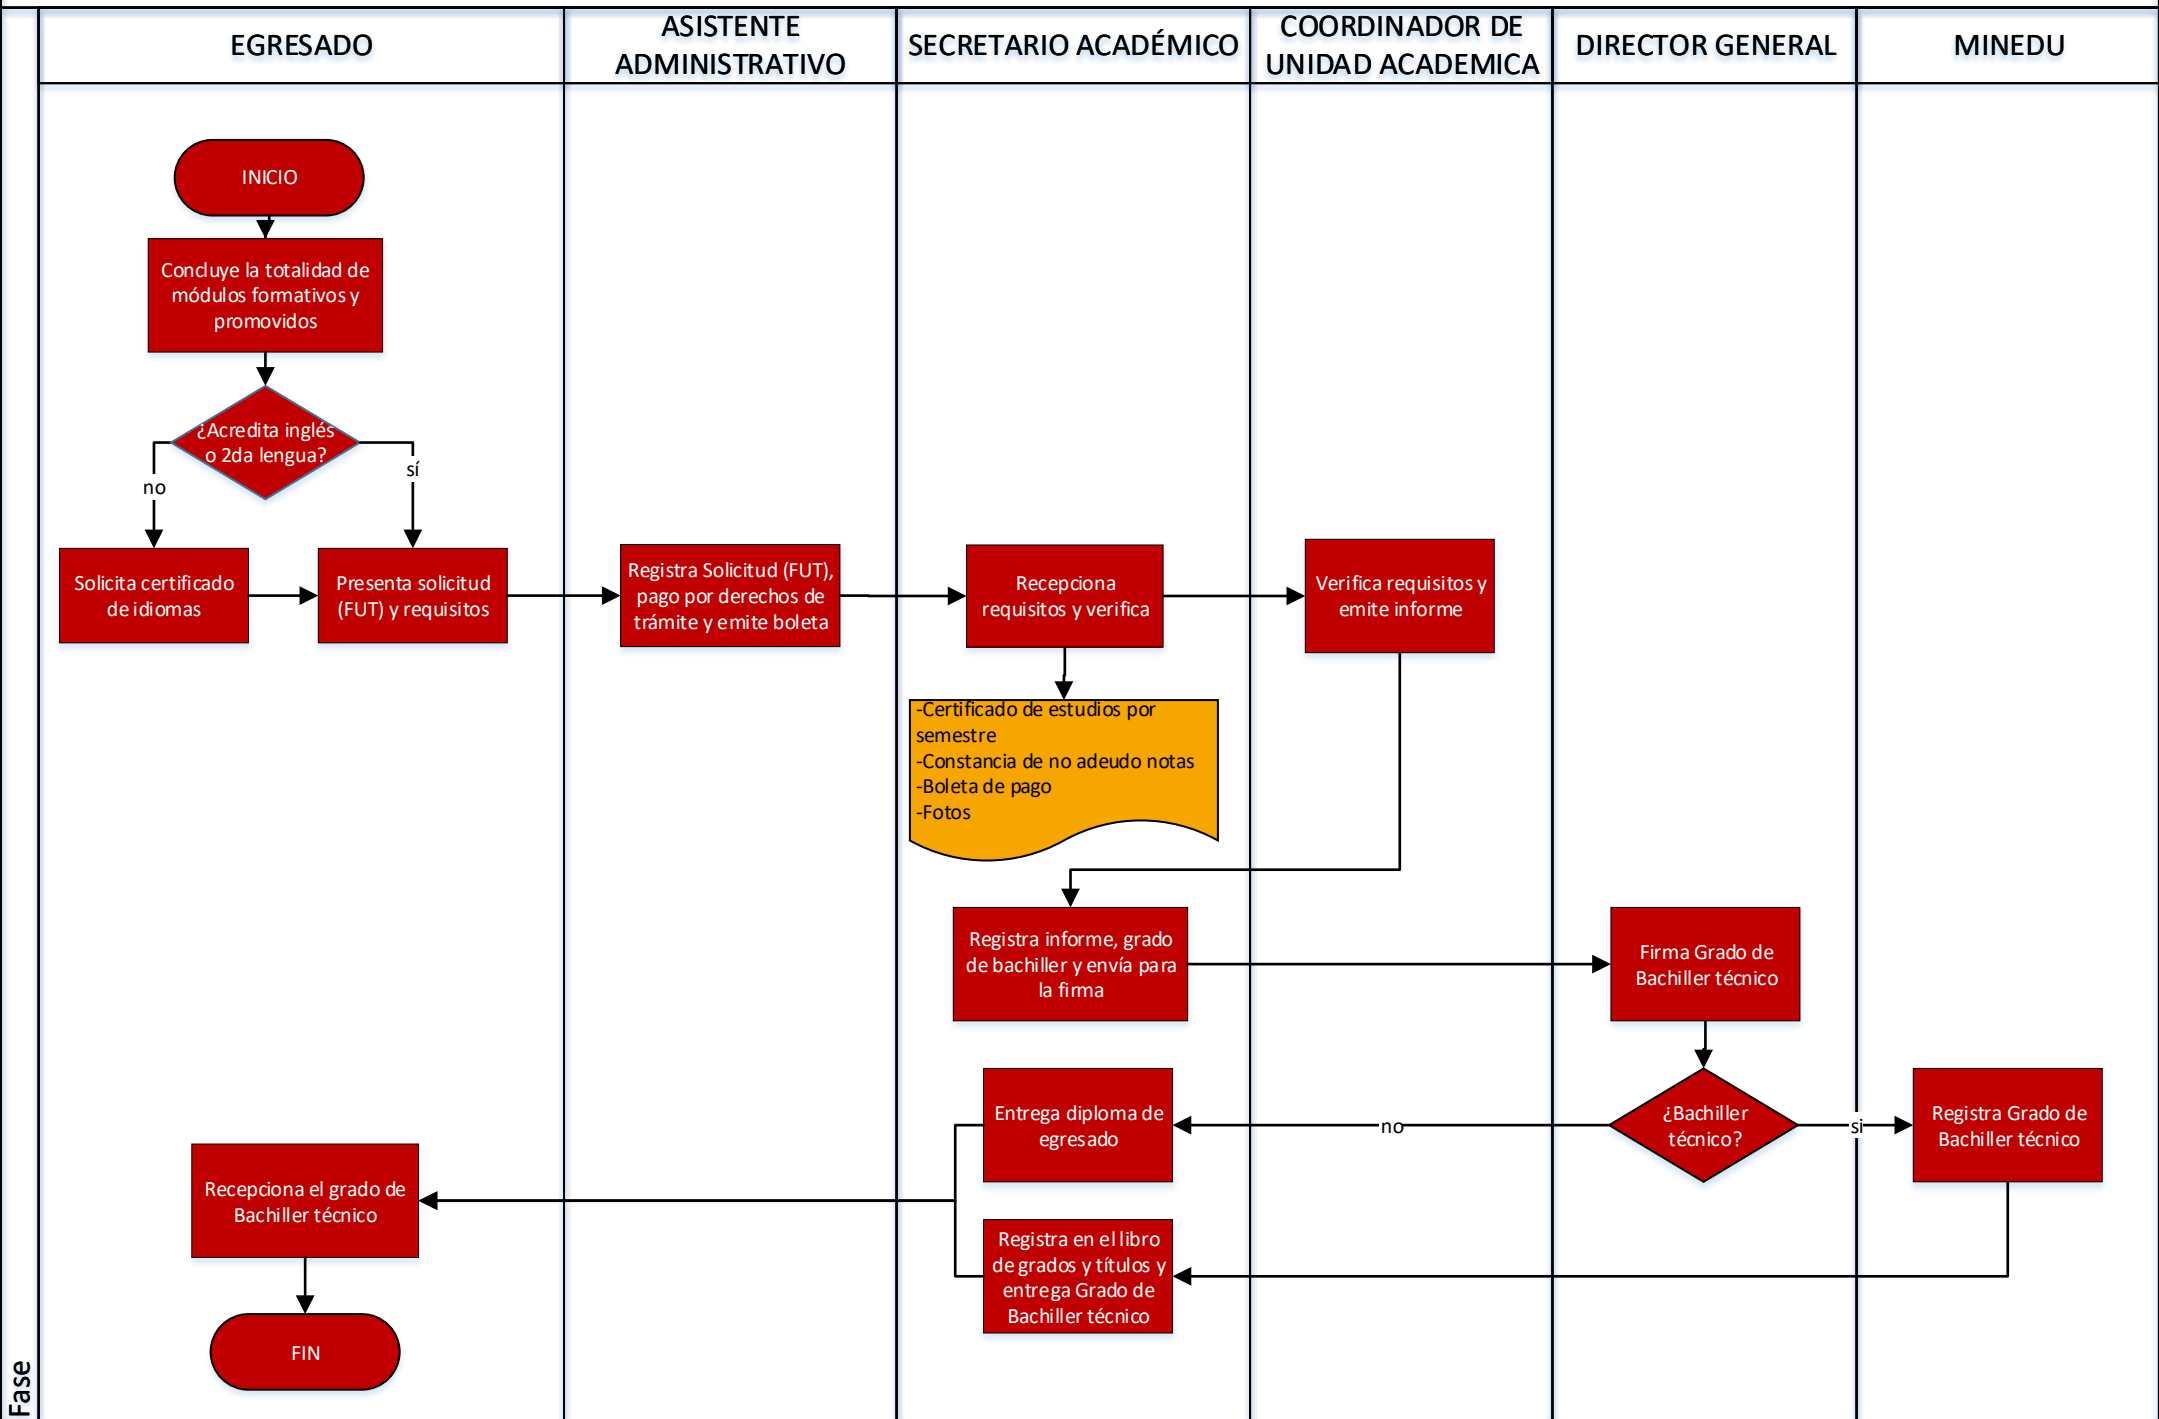 EGRESADO
ASISTENTE
ADMINISTRATIVO
SECRETARIO ACADÉMICO
COORDINADOR DE
UNIDAD ACADEMICA
DIRECTOR GENERAL
MINEDU
INICIO
Concluye la totalidad de
módulos formativos y
promovidos
¿Acredita inglés
o 2da lengua?
no
sí
Solicita certificado
de idiomas
Presenta solicitud
(FUT) y requisitos
Registra Solicitud (FUT),
pago por derechos de
trámite y emite boleta
Recepciona
requisitos y verifica
Verifica requisitos y
emite informe
-Certificado de estudios por
semestre
-Constancia de no adeudo notas
-Boleta de pago
-Fotos
Registra informe, grado
de bachiller y envía para
la firma
Firma Grado de
Bachiller técnico
¿Bachiller
técnico?
no
si
Registra Grado de
Bachiller técnico
Entrega diploma de
egresado
Registra en el libro
de grados y títulos y
entrega Grado de
Bachiller técnico
Recepciona el grado de
Bachiller técnico
FIN
Fase